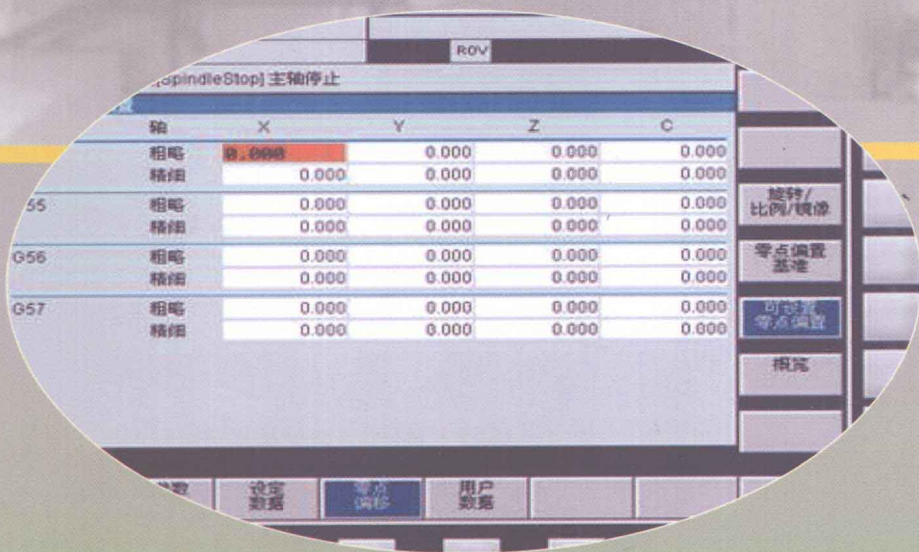 ROV
[SpindleStop] 主轴停止
轴 X Y Z C
粗略 0.000 0.000 0.000 0.000
精细 0.000 0.000 0.000 0.000
55 粗略 0.000 0.000 0.000 0.000
精细 0.000 0.000 0.000 0.000
G56 粗略 0.000 0.000 0.000 0.000
精细 0.000 0.000 0.000 0.000
G57 粗略 0.000 0.000 0.000 0.000
精细 0.000 0.000 0.000 0.000
旋转/
比例/镜像
零点偏置
基准
可设置
零点偏置
概览
设定
数据
零点
偏移
用户
数据